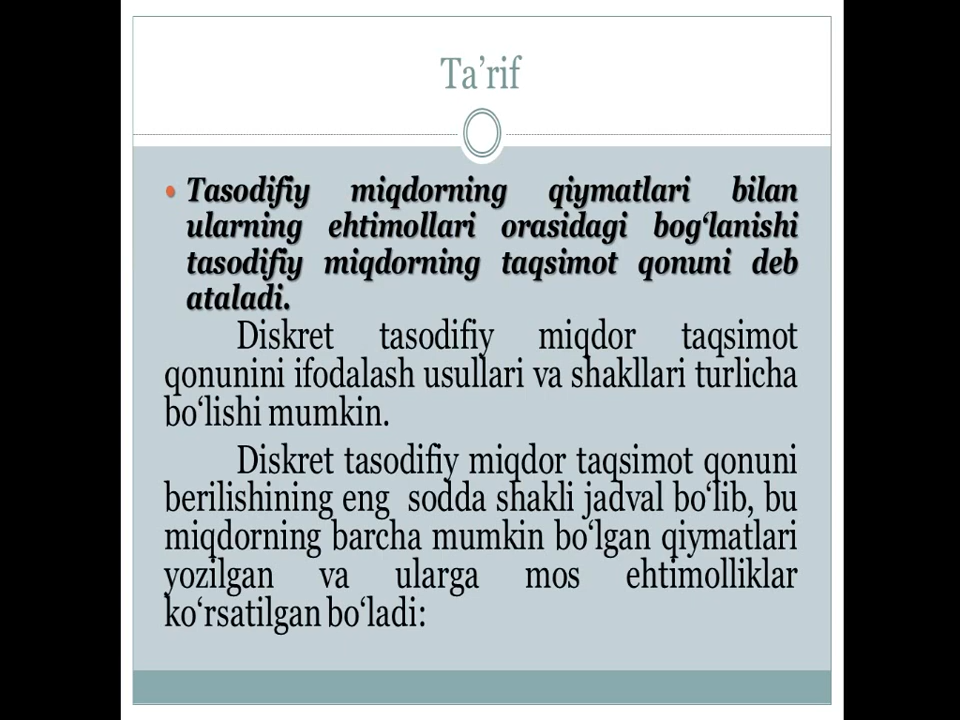 Ta’rif
• Tasodifiy miqdorning qiymatlari bilan
ularning ehtimollari orasidagi bog‘lanishi
tasodifiy miqdorning taqsimot qonuni deb
ataladi.
Diskret tasodifiy miqdor taqsimot
qonunini ifodalash usullari va shakllari turlicha
bo‘lishi mumkin.
Diskret tasodifiy miqdor taqsimot qonuni
berilishining eng sodda shakli jadval bo‘lib, bu
miqdorning barcha mumkin bo‘lgan qiymatlari
yozilgan va ularga mos ehtimolliklar
ko‘rsatilgan bo‘ladi: